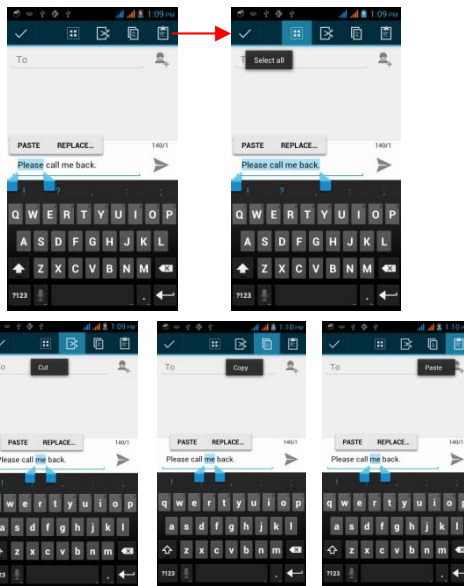 1:09 PM
To
PASTE REPLACE... 140/1
Please call me back.
! ? , : ;
Q W E R T Y U I O P
A S D F G H J K L
Z X C V B N M
?123 .
1:09 PM
T Select all
PASTE REPLACE... 140/1
Please call me back.
! ? , : ;
Q W E R T Y U I O P
A S D F G H J K L
Z X C V B N M
?123 .
1:09 PM
o Cut
PASTE REPLACE... 140/1
Please call me back.
! ? , : ;
w e r t y u i o p
a s d f g h j k l
z x c v b n m
?123 .
1:10 PM
To Copy
PASTE REPLACE... 140/1
Please call me back.
! ? , : ;
q w e r t y u i o p
a s d f g h j k l
z x c v b n m
?123 .
1:10 PM
To Paste
PASTE REPLACE... 140/1
Please call me back.
! ? , : ;
q w e r t y u i o p
a s d f g h j k l
z x c v b n m
?123 .